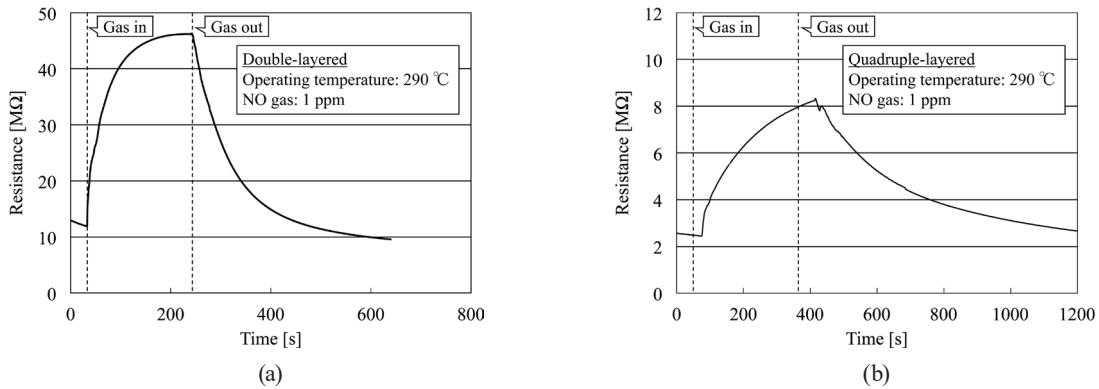 Gas in
Gas out
Double-layered
Operating temperature: 290 ℃
NO gas: 1 ppm
50
40
30
20
10
0
Resistance [MΩ]
0 200 400 600 800
Time [s]
(a)
Gas in
Gas out
Quadruple-layered
Operating temperature: 290 ℃
NO gas: 1 ppm
12
10
8
6
4
2
0
Resistance [MΩ]
0 200 400 600 800 1000 1200
Time [s]
(b)